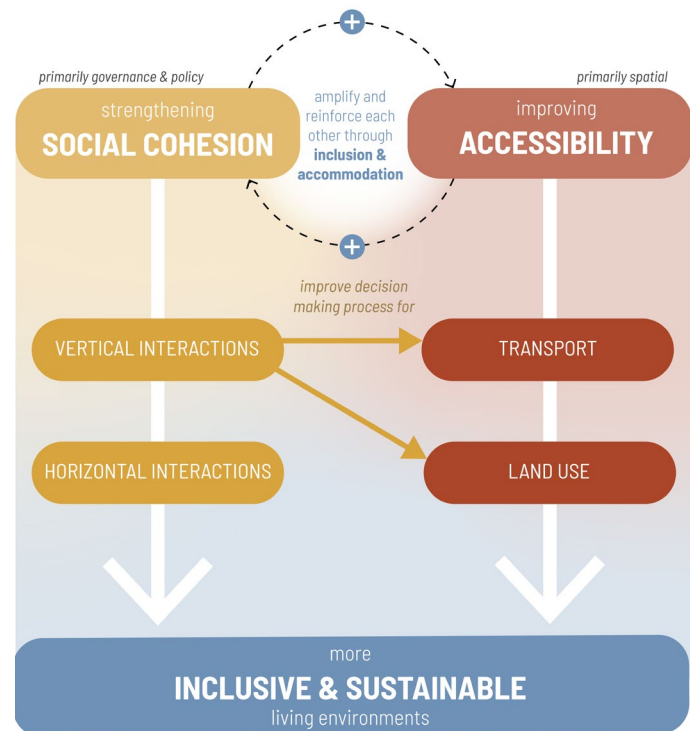 +
primarily governance & policy
primarily spatial
strengthening
SOCIAL COHESION
amplify and
reinforce each
other through
inclusion &
accommodation
improving
ACCESSIBILITY
+
improve decision
making process for
VERTICAL INTERACTIONS
TRANSPORT
HORIZONTAL INTERACTIONS
LAND USE
more
INCLUSIVE & SUSTAINABLE
living environments